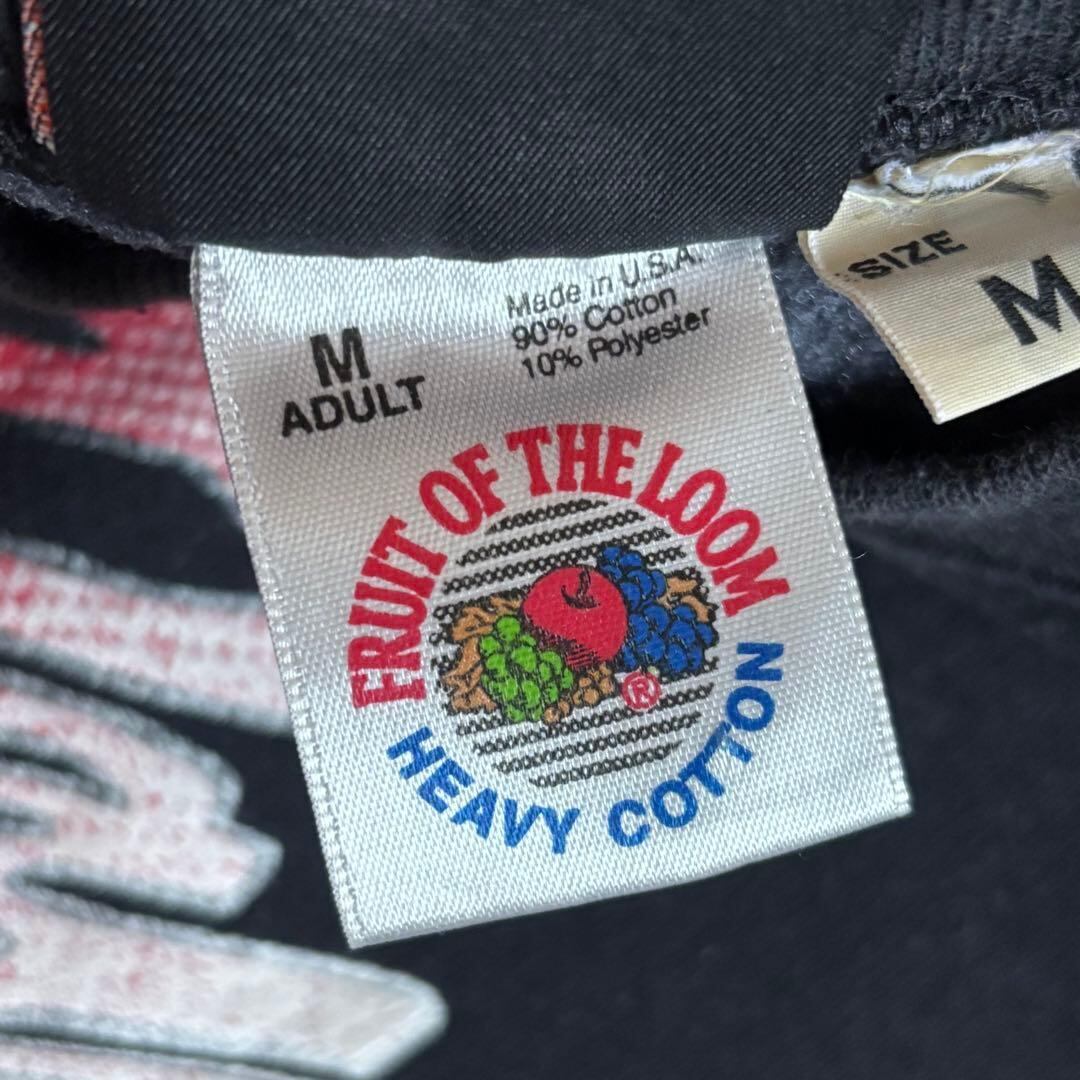 Made in U.S.A.
90% Cotton
10% Polyester
M
ADULT
FRUIT OF THE LOOM
®
HEAVY COTTON
SIZE
M